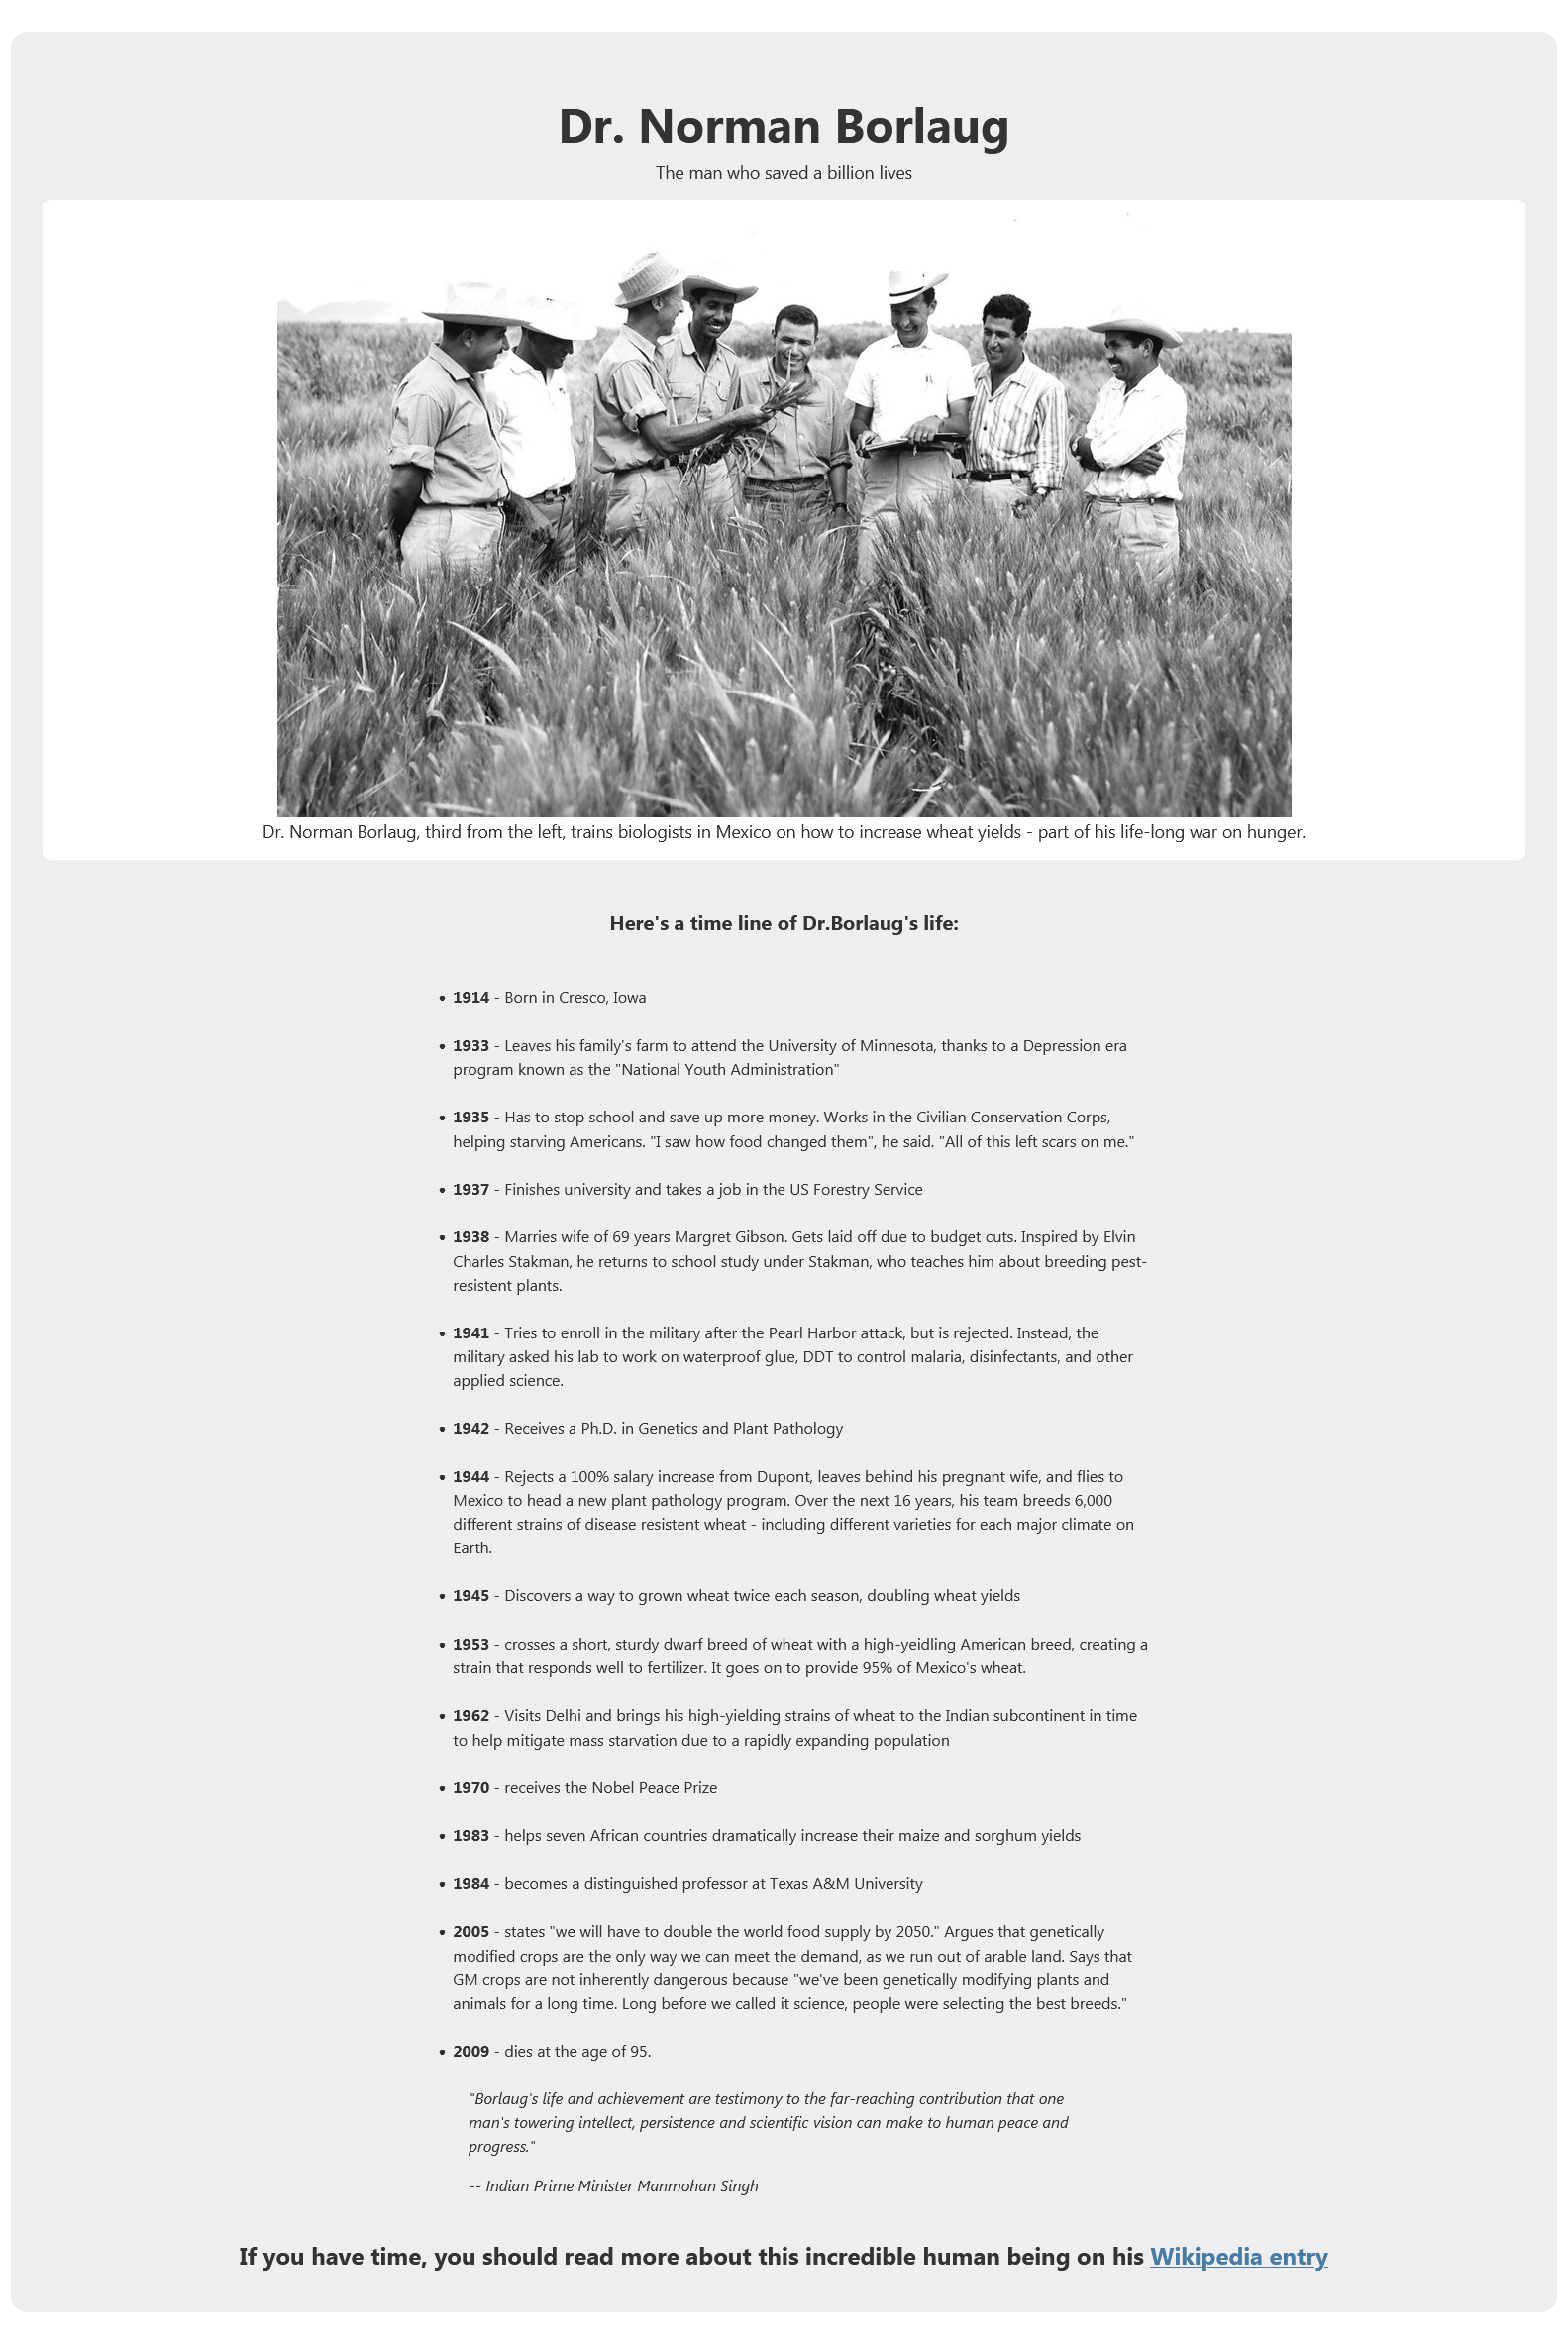 Dr. Norman Borlaug
The man who saved a billion lives
Dr. Norman Borlaug, third from the left, trains biologists in Mexico on how to increase wheat yields - part of his life-long war on hunger.
Here's a time line of Dr.Borlaug's life:
• 1914 - Born in Cresco, Iowa
• 1933 - Leaves his family's farm to attend the University of Minnesota, thanks to a Depression era
program known as the "National Youth Administration"
• 1935 - Has to stop school and save up more money. Works in the Civilian Conservation Corps,
helping starving Americans. "I saw how food changed them", he said. "All of this left scars on me."
• 1937 - Finishes university and takes a job in the US Forestry Service
• 1938 - Marries wife of 69 years Margret Gibson. Gets laid off due to budget cuts. Inspired by Elvin
Charles Stakman, he returns to school study under Stakman, who teaches him about breeding pest-
resistent plants.
• 1941 - Tries to enroll in the military after the Pearl Harbor attack, but is rejected. Instead, the
military asked his lab to work on waterproof glue, DDT to control malaria, disinfectants, and other
applied science.
• 1942 - Receives a Ph.D. in Genetics and Plant Pathology
• 1944 - Rejects a 100% salary increase from Dupont, leaves behind his pregnant wife, and flies to
Mexico to head a new plant pathology program. Over the next 16 years, his team breeds 6,000
different strains of disease resistent wheat - including different varieties for each major climate on
Earth.
• 1945 - Discovers a way to grown wheat twice each season, doubling wheat yields
• 1953 - crosses a short, sturdy dwarf breed of wheat with a high-yeidling American breed, creating a
strain that responds well to fertilizer. It goes on to provide 95% of Mexico's wheat.
• 1962 - Visits Delhi and brings his high-yielding strains of wheat to the Indian subcontinent in time
to help mitigate mass starvation due to a rapidly expanding population
• 1970 - receives the Nobel Peace Prize
• 1983 - helps seven African countries dramatically increase their maize and sorghum yields
• 1984 - becomes a distinguished professor at Texas A&M University
• 2005 - states "we will have to double the world food supply by 2050." Argues that genetically
modified crops are the only way we can meet the demand, as we run out of arable land. Says that
GM crops are not inherently dangerous because "we've been genetically modifying plants and
animals for a long time. Long before we called it science, people were selecting the best breeds."
• 2009 - dies at the age of 95.
"Borlaug's life and achievement are testimony to the far-reaching contribution that one
man's towering intellect, persistence and scientific vision can make to human peace and
progress."
-- Indian Prime Minister Manmohan Singh
If you have time, you should read more about this incredible human being on his Wikipedia entry